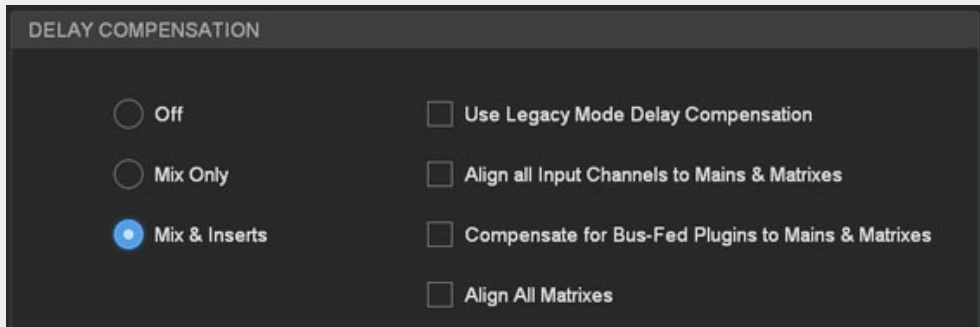 DELAY COMPENSATION
Off
Mix Only
Mix & Inserts
Use Legacy Mode Delay Compensation
Align all Input Channels to Mains & Matrixes
Compensate for Bus-Fed Plugins to Mains & Matrixes
Align All Matrixes